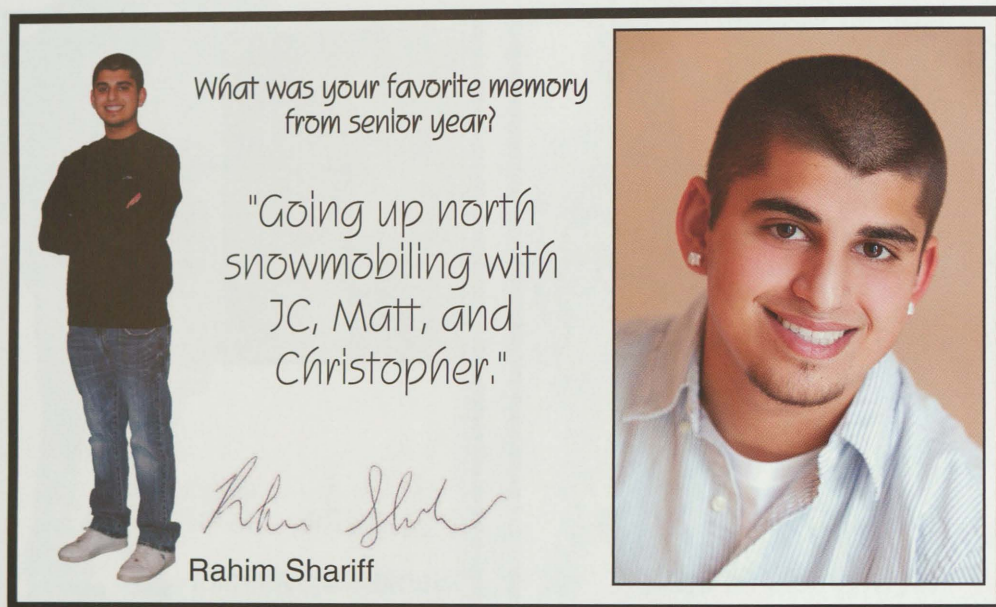 What was your favorite memory
from senior year?
"Going up north
snowmobiling with
JC, Matt, and
Christopher."
Rahim Shariff